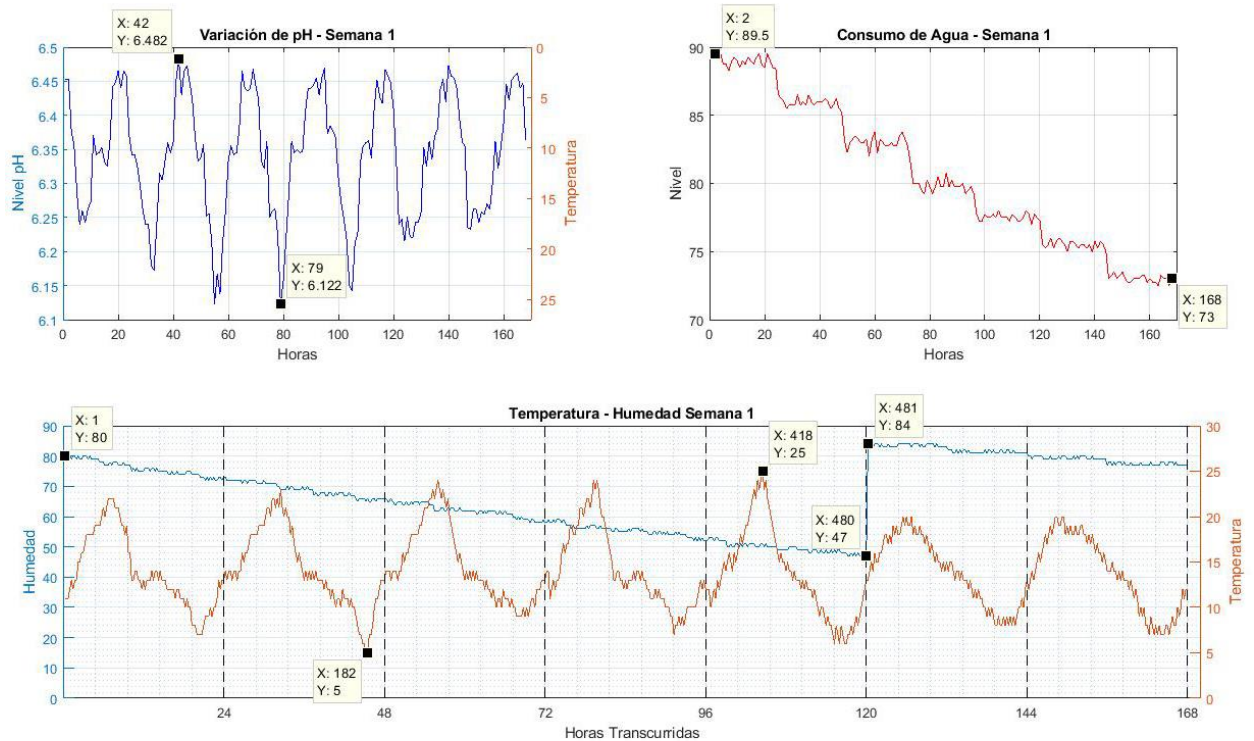 X: 42
Y: 6.482
Variación de pH - Semana 1
6.5
6.45
6.4
6.35
6.3
6.25
6.2
6.15
6.1
Nivel pH
0
5
10
15
20
25
Temperatura
X: 79
Y: 6.122
0 20 40 60 80 100 120 140 160
Horas
X: 2
Y: 89.5
Consumo de Agua - Semana 1
90
85
80
75
70
Nivel
X: 168
Y: 73
0 20 40 60 80 100 120 140 160
Horas
Temperatura - Humedad Semana 1
X: 1
Y: 80
X: 481
Y: 84
X: 418
Y: 25
X: 480
Y: 47
X: 182
Y: 5
90
80
70
60
50
40
30
20
10
0
Humedad
30
25
20
15
10
5
0
Temperatura
24 48 72 96 120 144 168
Horas Transcurridas